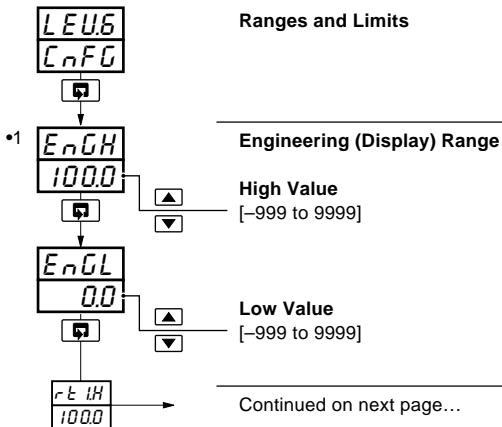 LEV.6
CnFG
Ranges and Limits
•1
EnGH
100.0
Engineering (Display) Range
High Value
[–999 to 9999]
EnGL
0.0
Low Value
[–999 to 9999]
rt 1.H
100.0
Continued on next page…